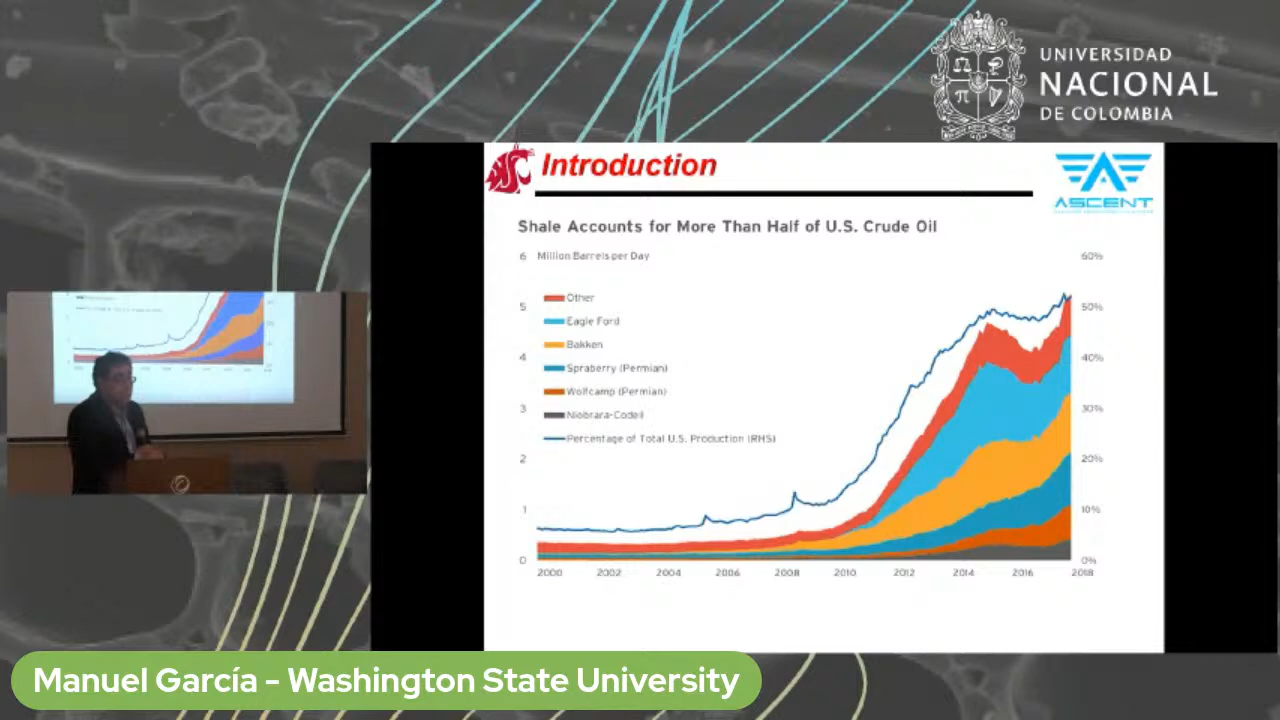 UNIVERSIDAD
NACIONAL
DE COLOMBIA
Introduction
ASCENT
Shale Accounts for More Than Half of U.S. Crude Oil
6 Million Barrels per Day 60%
5 50%
4 40%
3 30%
2 20%
1 10%
0 0%
Other
Eagle Ford
Bakken
Spraberry (Permian)
Wolfcamp (Permian)
Niobrara-Codell
Percentage of Total U.S. Production (RHS)
2000 2002 2004 2006 2008 2010 2012 2014 2016 2018
Manuel García - Washington State University